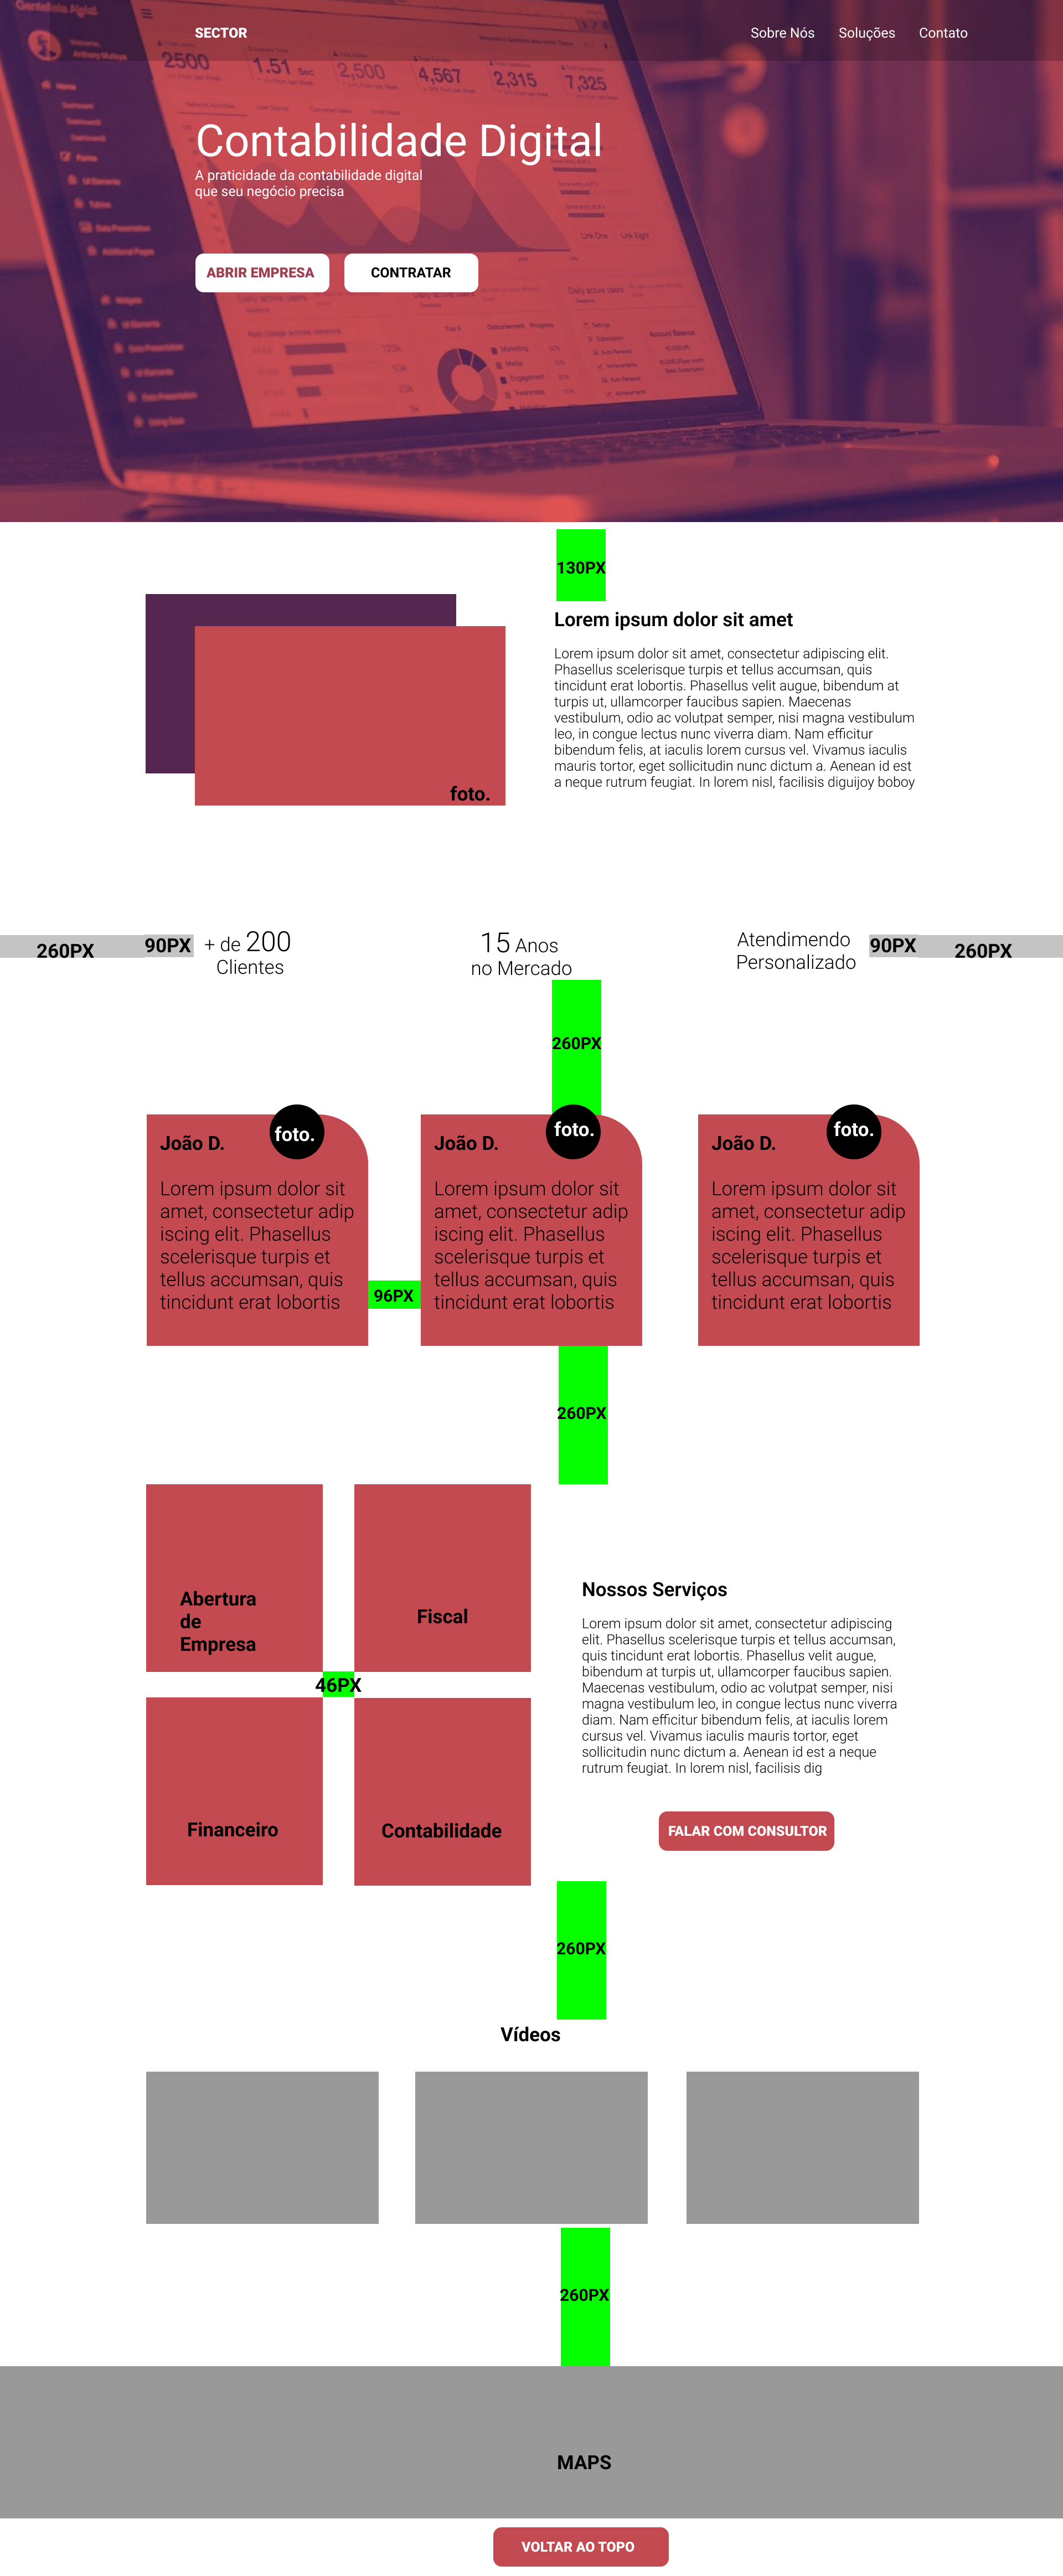 SECTOR
Sobre Nós
Soluções
Contato
2500
1.51 Sec
2,500
4,567
2,315
7,325
Contabilidade Digital
A praticidade da contabilidade digital
que seu negócio precisa
ABRIR EMPRESA
CONTRATAR
130PX
Lorem ipsum dolor sit amet
Lorem ipsum dolor sit amet, consectetur adipiscing elit.
Phasellus scelerisque turpis et tellus accumsan, quis
tincidunt erat lobortis. Phasellus velit augue, bibendum at
turpis ut, ullamcorper faucibus sapien. Maecenas
vestibulum, odio ac volutpat semper, nisi magna vestibulum
leo, in congue lectus nunc viverra diam. Nam efficitur
bibendum felis, at iaculis lorem cursus vel. Vivamus iaculis
mauris tortor, eget sollicitudin nunc dictum a. Aenean id est
a neque rutrum feugiat. In lorem nisl, facilisis diguijoy boboy
foto.
260PX
90PX
+ de 200
Clientes
15 Anos
no Mercado
Atendimendo
Personalizado
90PX
260PX
260PX
João D.
foto.
Lorem ipsum dolor sit
amet, consectetur adip
iscing elit. Phasellus
scelerisque turpis et
tellus accumsan, quis
tincidunt erat lobortis
96PX
João D.
foto.
Lorem ipsum dolor sit
amet, consectetur adip
iscing elit. Phasellus
scelerisque turpis et
tellus accumsan, quis
tincidunt erat lobortis
João D.
foto.
Lorem ipsum dolor sit
amet, consectetur adip
iscing elit. Phasellus
scelerisque turpis et
tellus accumsan, quis
tincidunt erat lobortis
260PX
Abertura
de
Empresa
Fiscal
46PX
Financeiro
Contabilidade
Nossos Serviços
Lorem ipsum dolor sit amet, consectetur adipiscing
elit. Phasellus scelerisque turpis et tellus accumsan,
quis tincidunt erat lobortis. Phasellus velit augue,
bibendum at turpis ut, ullamcorper faucibus sapien.
Maecenas vestibulum, odio ac volutpat semper, nisi
magna vestibulum leo, in congue lectus nunc viverra
diam. Nam efficitur bibendum felis, at iaculis lorem
cursus vel. Vivamus iaculis mauris tortor, eget
sollicitudin nunc dictum a. Aenean id est a neque
rutrum feugiat. In lorem nisl, facilisis dig
FALAR COM CONSULTOR
260PX
Vídeos
260PX
MAPS
VOLTAR AO TOPO